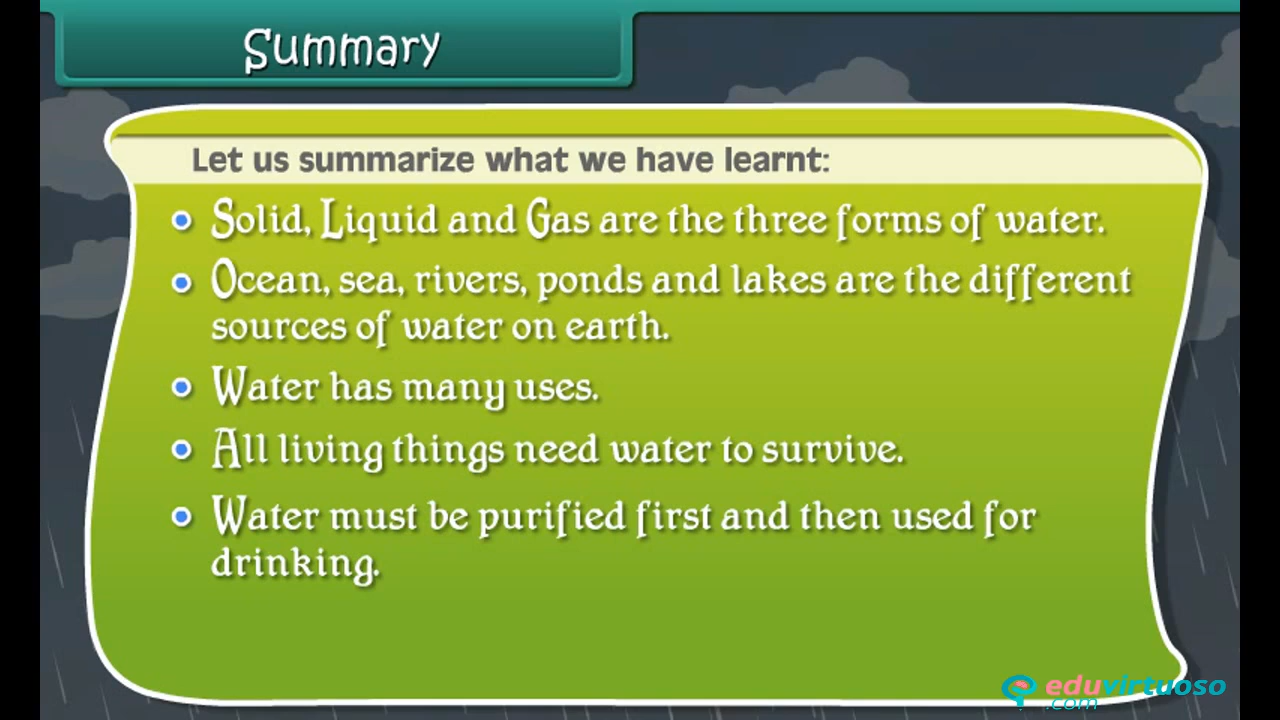 Summary
Let us summarize what we have learnt:
Solid, Liquid and Gas are the three forms of water.
Ocean, sea, rivers, ponds and lakes are the different
sources of water on earth.
Water has many uses.
All living things need water to survive.
Water must be purified first and then used for
drinking.
eduvirtuoso
.com